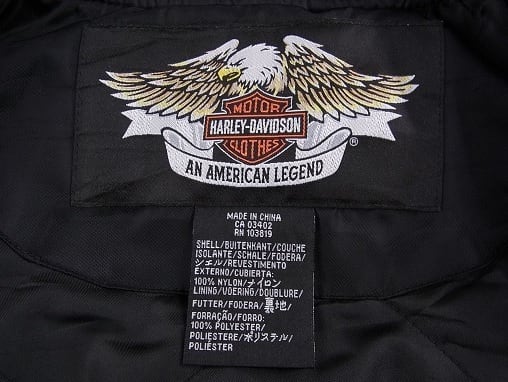 MOTOR
HARLEY-DAVIDSON
CLOTHES
®
AN AMERICAN LEGEND
MADE IN CHINA
CA 03402
RN 103819
SHELL/BUITENKANT/COUCHE
ISOLANTE/SCHALE/FODERA/
シェル/REVESTIMENTO
EXTERNO/CUBIERTA:
100% NYLON/ナイロン
LINING/VOERING/DOUBLURE/
FUTTER/FODERA/裏地/
FORRAÇÃO/FORRO:
100% POLYESTER/
POLIESTERE/ポリエステル/
POLIÉSTER